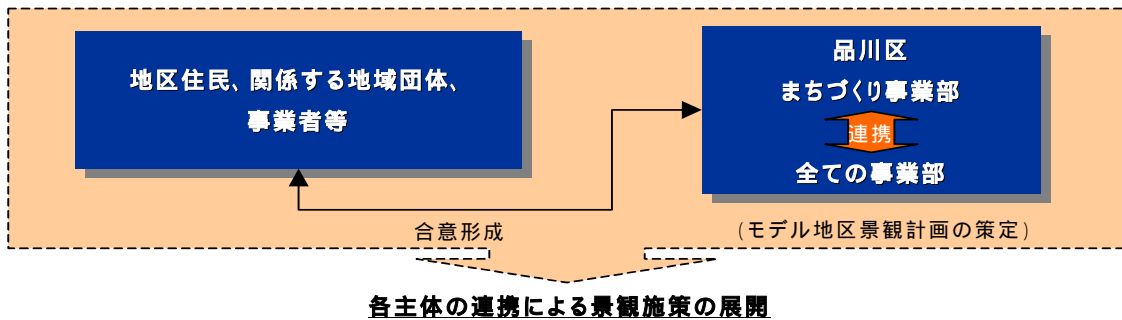 地区住民、関係する地域団体、
事業者等
品川区
まちづくり事業部
連携
全ての事業部
合意形成
(モデル地区景観計画の策定)
各主体の連携による景観施策の展開